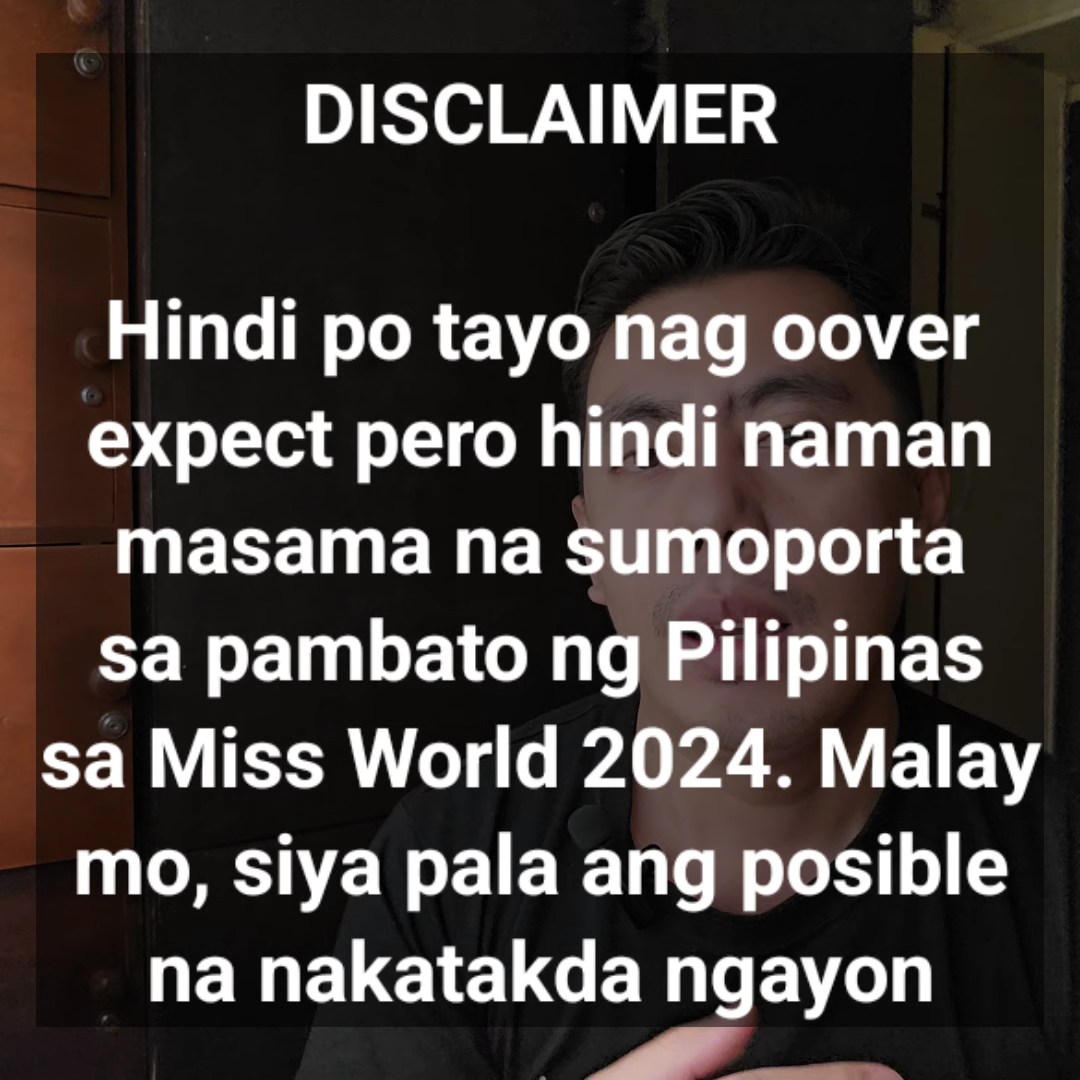 DISCLAIMER
Hindi po tayo nag oover
expect pero hindi naman
masama na sumoporta
sa pambato ng Pilipinas
sa Miss World 2024. Malay
mo, siya pala ang posible
na nakatakda ngayon